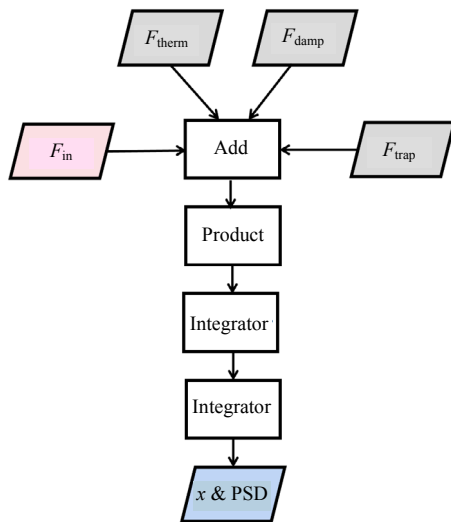 F_therm
F_damp
F_in
Add
F_trap
Product
Integrator
Integrator
x & PSD